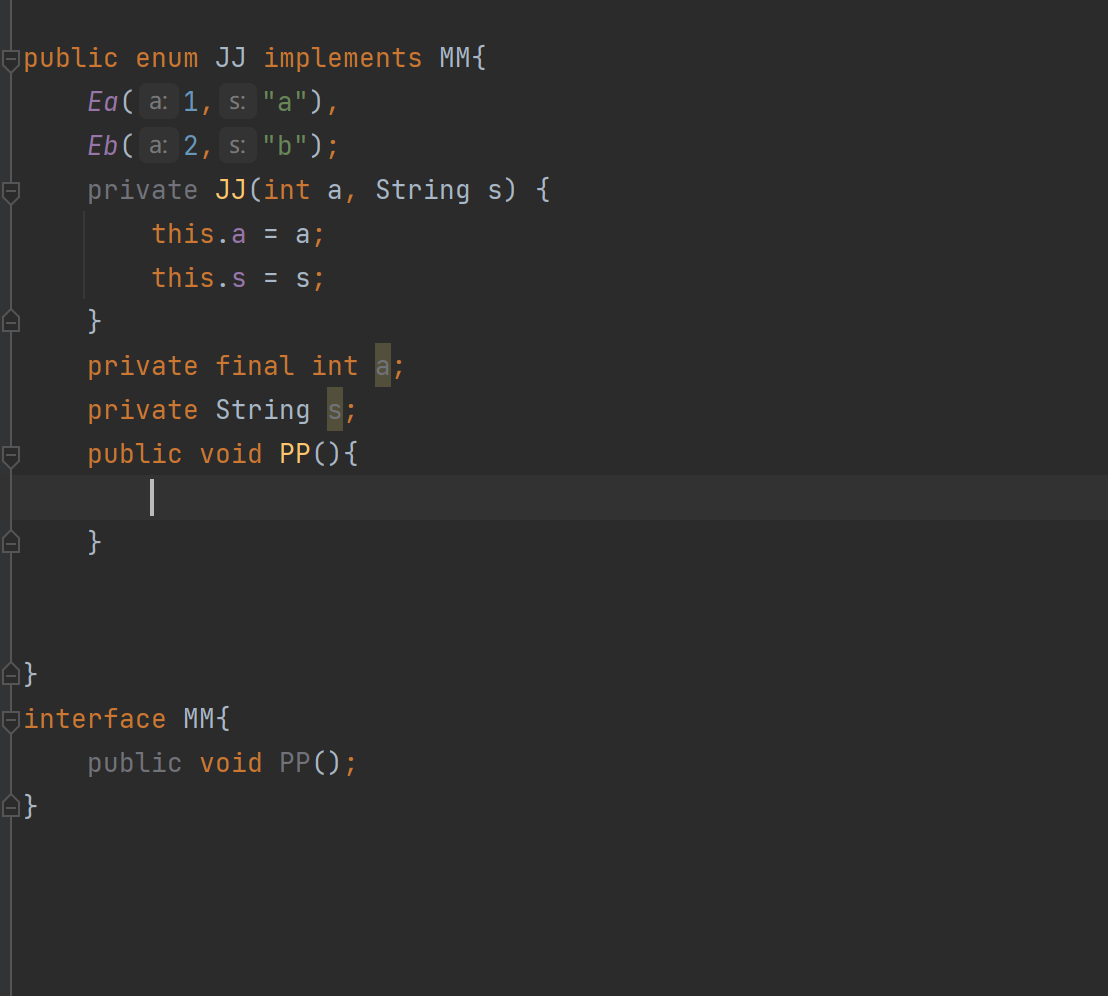 public enum JJ implements MM{
Ea( a: 1, s: "a"),
Eb( a: 2, s: "b");
private JJ(int a, String s) {
this.a = a;
this.s = s;
}
private final int a;
private String s;
public void PP(){
}
}
interface MM{
public void PP();
}